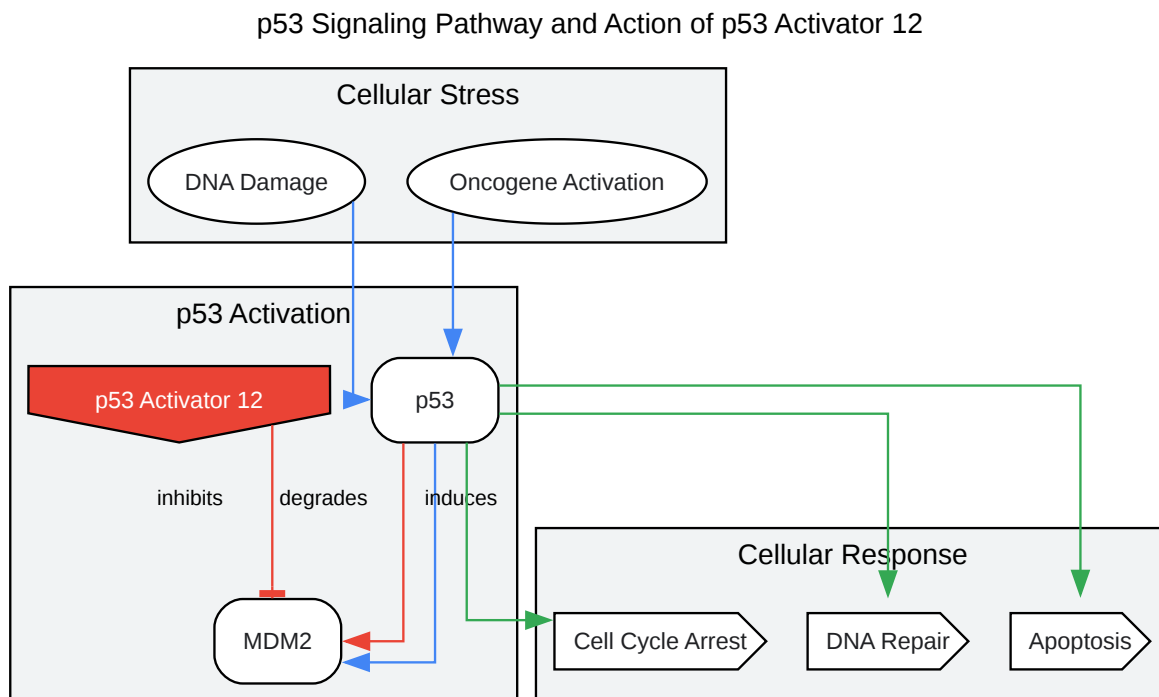 p53 Signaling Pathway and Action of p53 Activator 12
Cellular Stress
DNA Damage
Oncogene Activation
p53 Activation
p53 Activator 12
p53
inhibits
degrades
induces
Cellular Response
MDM2
Cell Cycle Arrest
DNA Repair
Apoptosis